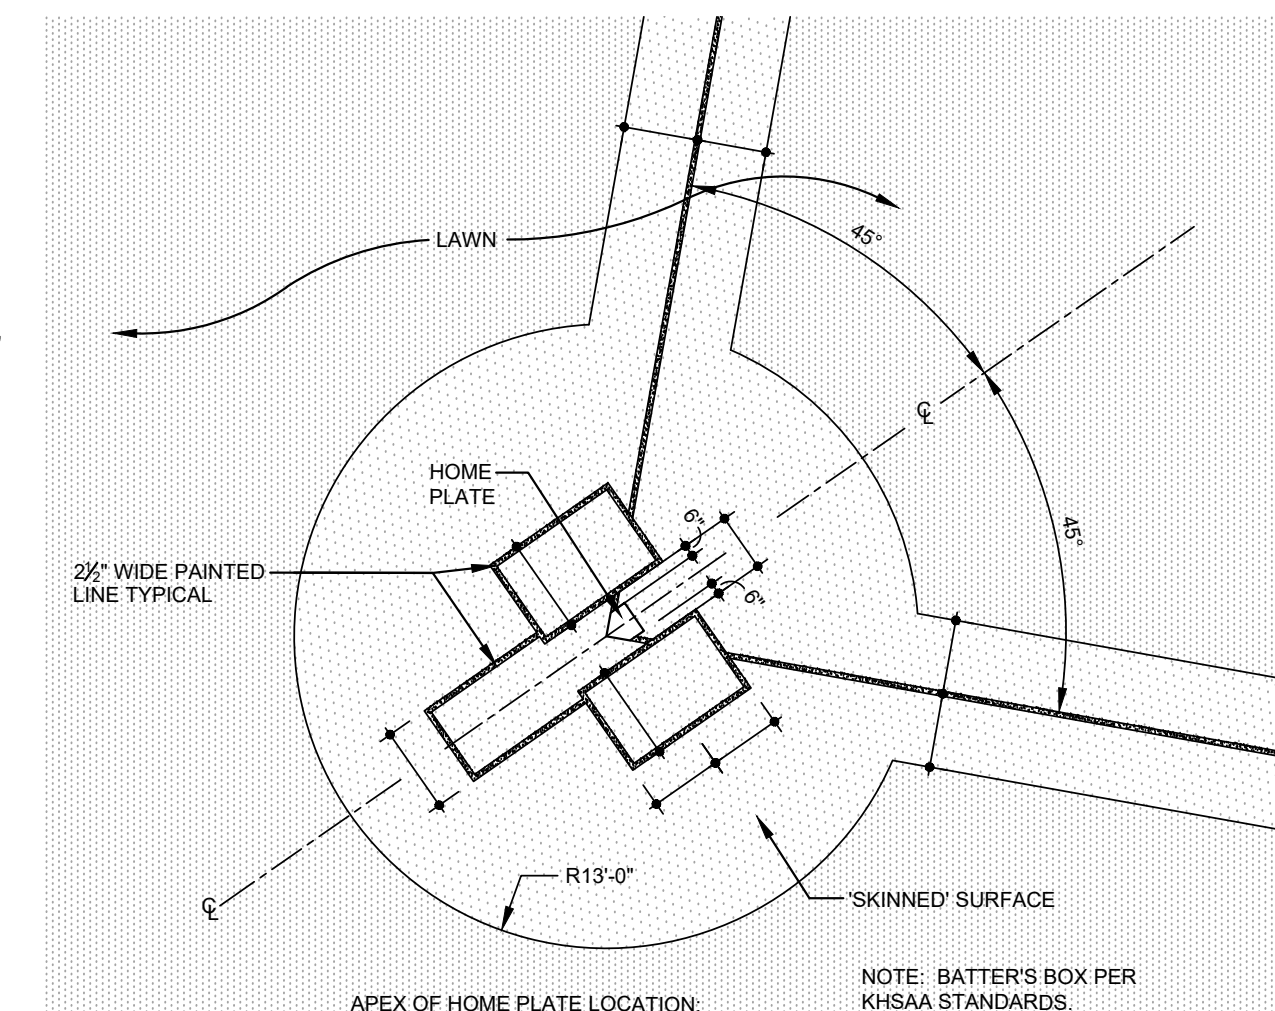 LAWN
45°
℄
HOME
PLATE
6"
2½" WIDE PAINTED
LINE TYPICAL
6"
45°
R13'-0"
℄
'SKINNED' SURFACE
APEX OF HOME PLATE LOCATION:
NOTE: BATTER'S BOX PER
KHSAA STANDARDS.